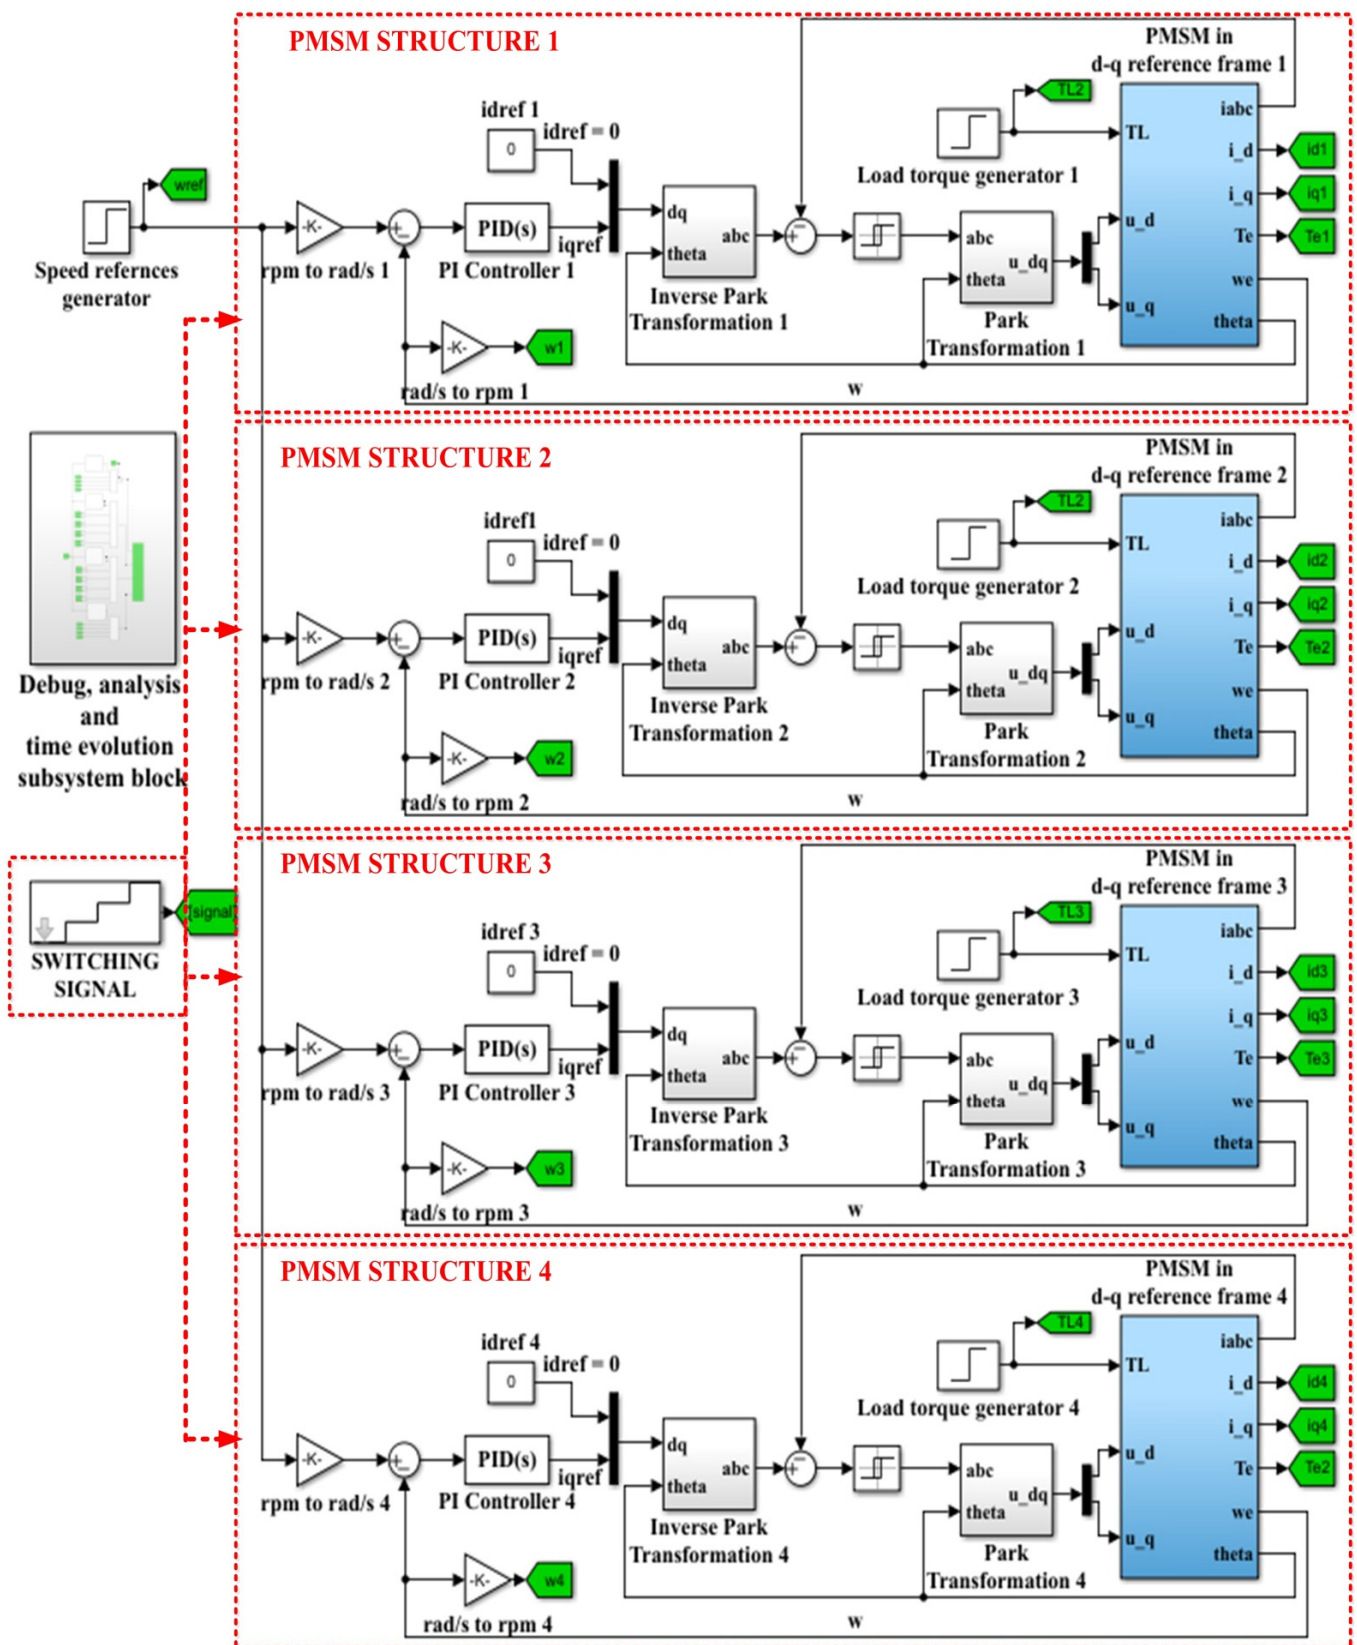 PMSM STRUCTURE 1
PMSM in
d-q reference frame 1
idref 1
idref = 0
0
TL2
TL
iabc
i_d
id1
i_q
iq1
Te
Te1
we
theta
u_d
u_q
Load torque generator 1
wref
Speed refernces
generator
-K-
rpm to rad/s 1
PID(s)
iqref
PI Controller 1
dq
theta
abc
Inverse Park
Transformation 1
abc
theta
u_dq
Park
Transformation 1
-K-
w1
rad/s to rpm 1
w
PMSM STRUCTURE 2
PMSM in
d-q reference frame 2
idref1
idref = 0
0
TL2
TL
iabc
i_d
id2
i_q
iq2
Te
Te2
we
theta
u_d
u_q
Load torque generator 2
-K-
rpm to rad/s 2
PID(s)
iqref
PI Controller 2
dq
theta
abc
Inverse Park
Transformation 2
abc
theta
u_dq
Park
Transformation 2
-K-
w2
rad/s to rpm 2
w
Debug, analysis
and
time evolution
subsystem block
SWITCHING
SIGNAL
[signal]
PMSM STRUCTURE 3
PMSM in
d-q reference frame 3
idref 3
idref = 0
0
TL3
TL
iabc
i_d
id3
i_q
iq3
Te
Te3
we
theta
u_d
u_q
Load torque generator 3
-K-
rpm to rad/s 3
PID(s)
iqref
PI Controller 3
dq
theta
abc
Inverse Park
Transformation 3
abc
theta
u_dq
Park
Transformation 3
-K-
w3
rad/s to rpm 3
w
PMSM STRUCTURE 4
PMSM in
d-q reference frame 4
idref 4
idref = 0
0
TL4
TL
iabc
i_d
id4
i_q
iq4
Te
Te2
we
theta
u_d
u_q
Load torque generator 4
-K-
rpm to rad/s 4
PID(s)
iqref
PI Controller 4
dq
theta
abc
Inverse Park
Transformation 4
abc
theta
u_dq
Park
Transformation 4
-K-
w4
rad/s to rpm 4
w